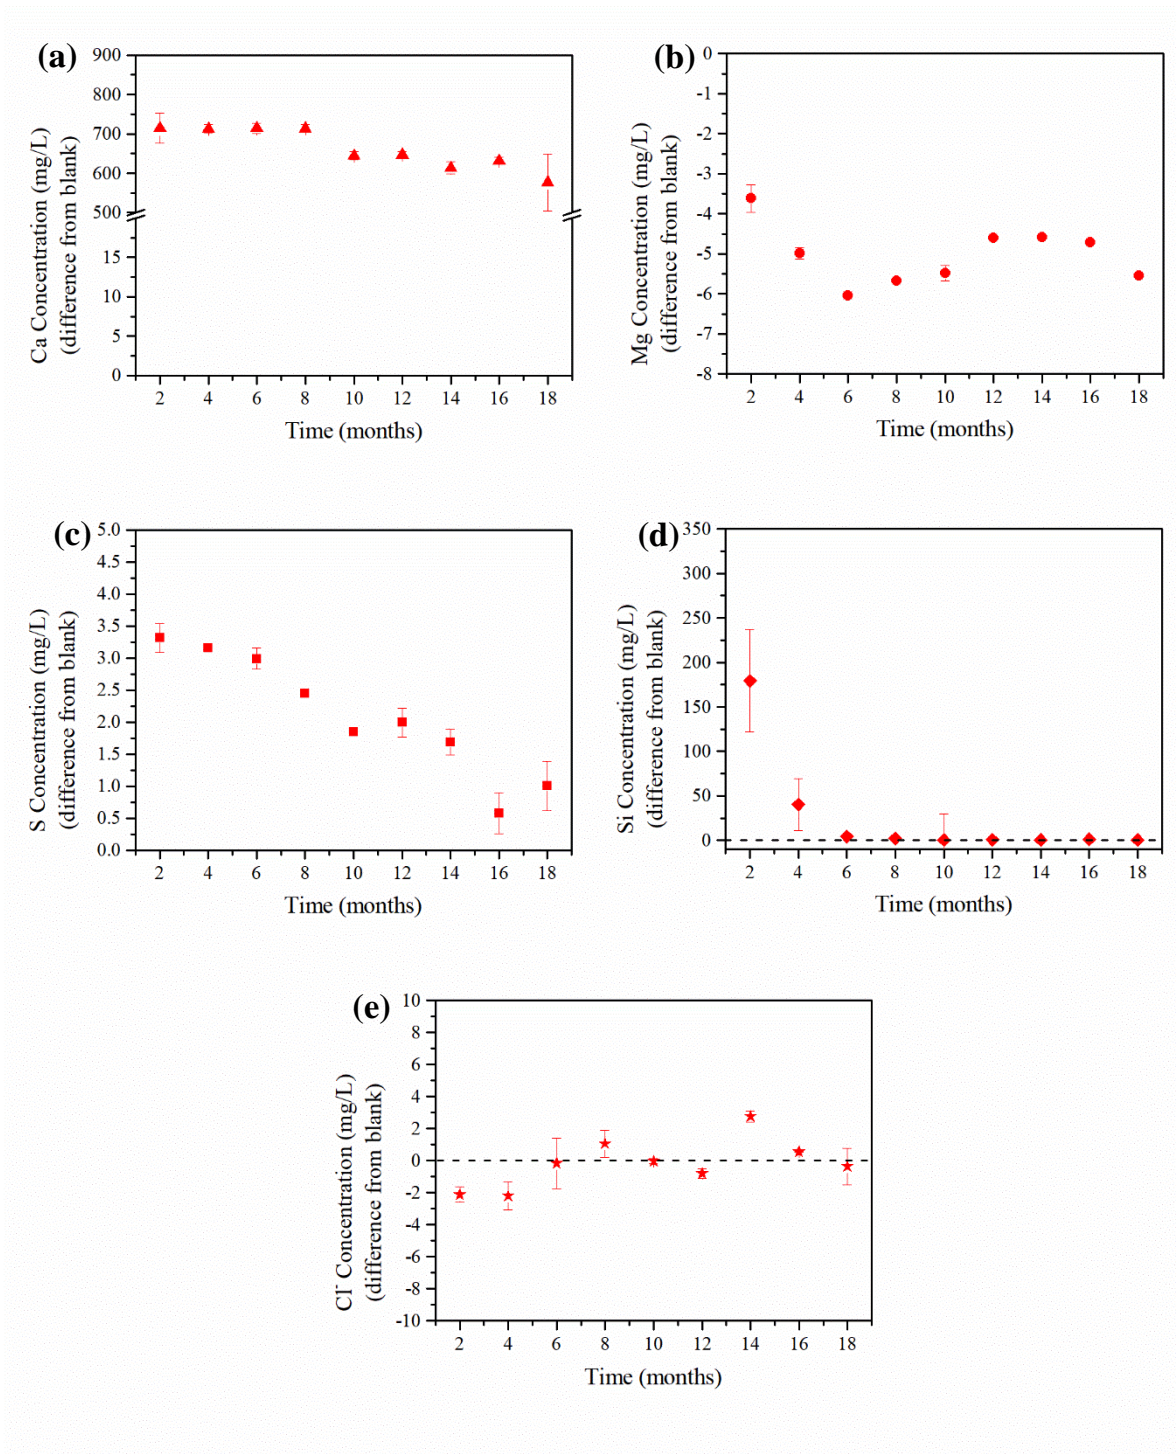 (a)
Ca Concentration (mg/L)
(difference from blank)
900
800
700
600
500
15
10
5
0
2 4 6 8 10 12 14 16 18
Time (months)
(b)
Mg Concentration (mg/L)
(difference from blank)
0
-1
-2
-3
-4
-5
-6
-7
-8
2 4 6 8 10 12 14 16 18
Time (months)
(c)
S Concentration (mg/L)
(difference from blank)
5.0
4.5
4.0
3.5
3.0
2.5
2.0
1.5
1.0
0.5
0.0
2 4 6 8 10 12 14 16 18
Time (months)
(d)
Si Concentration (mg/L)
(difference from blank)
350
300
250
200
150
100
50
0
2 4 6 8 10 12 14 16 18
Time (months)
(e)
Cl⁻ Concentration (mg/L)
(difference from blank)
10
8
6
4
2
0
-2
-4
-6
-8
-10
2 4 6 8 10 12 14 16 18
Time (months)